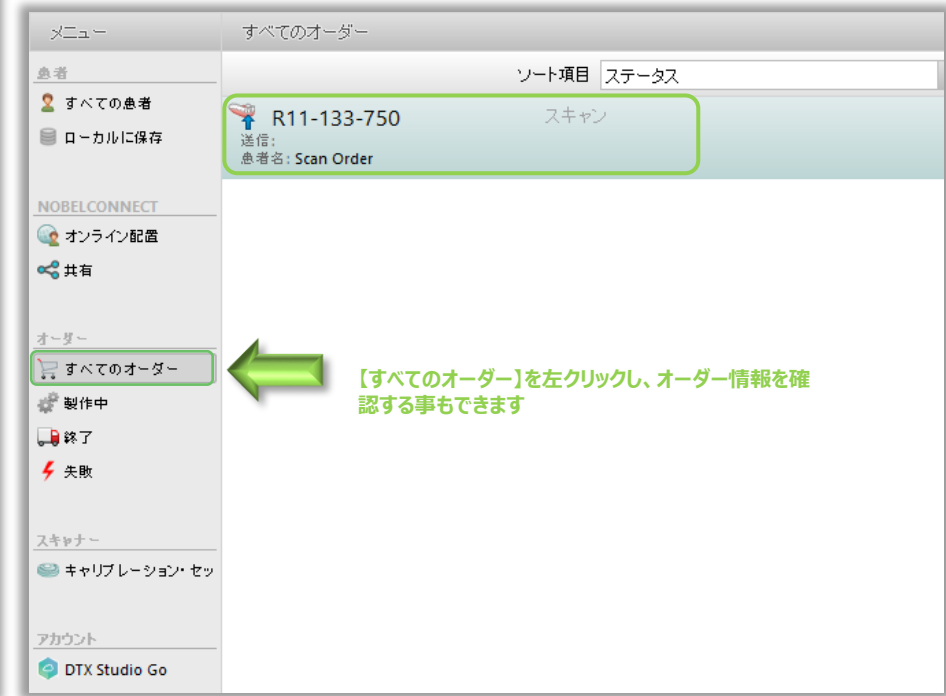 メニュー
すべてのオーダー
患者
ソート項目 ステータス
すべての患者
R11-133-750 スキャン
ローカルに保存
送信:
患者名: Scan Order
NOBELCONNECT
オンライン配置
共有
オーダー
すべてのオーダー
【すべてのオーダー】を左クリックし、オーダー情報を確
認する事もできます
製作中
終了
失敗
スキャナー
キャリブレーション・セッ
アカウント
DTX Studio Go